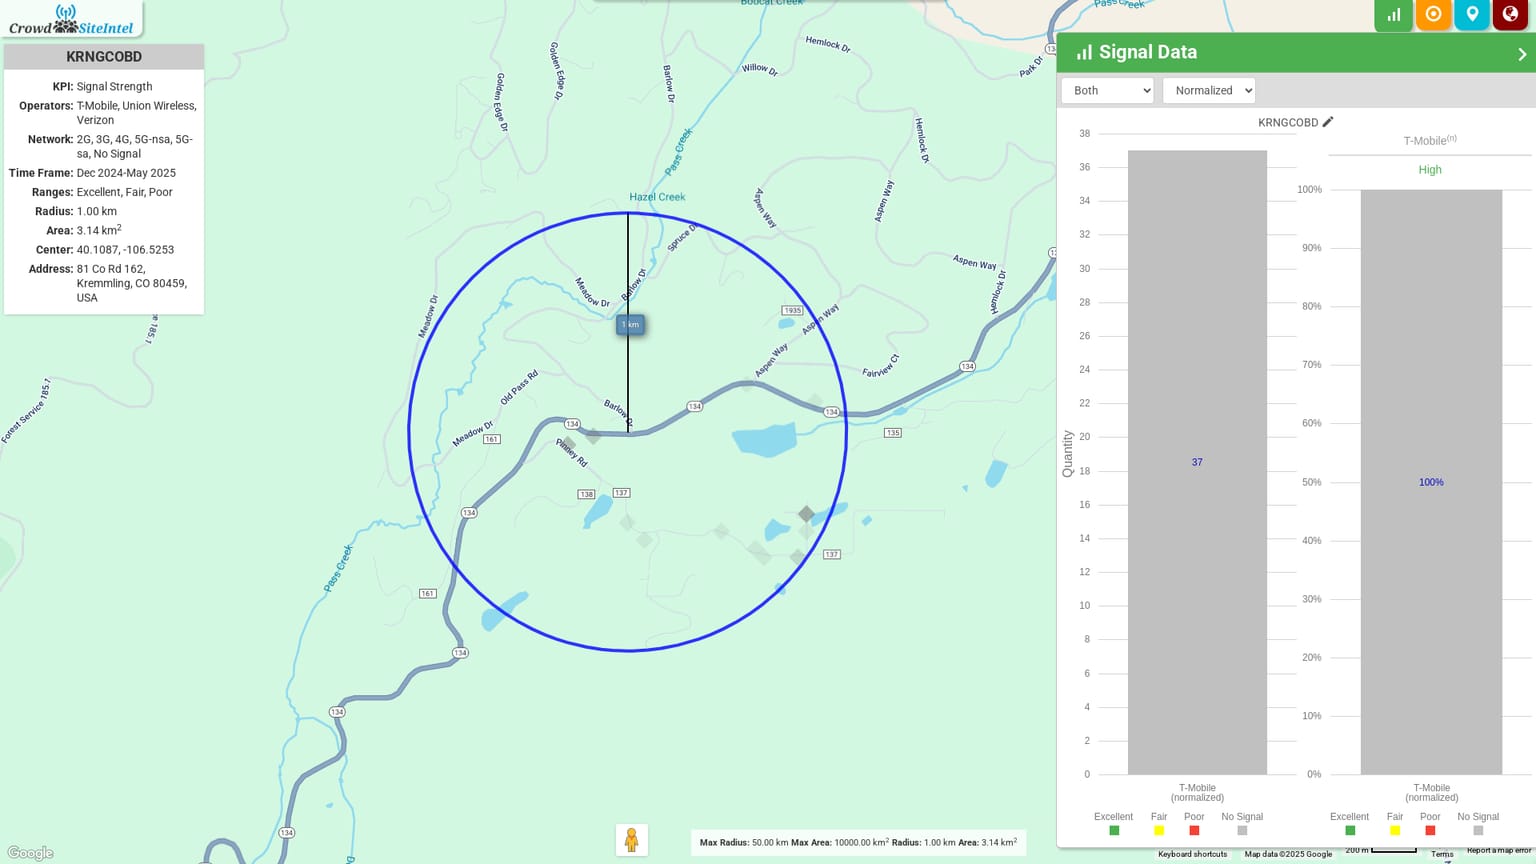 Crowd SiteIntel
KRNGCOBD
KPI: Signal Strength
Operators: T-Mobile, Union Wireless,
Verizon
Network: 2G, 3G, 4G, 5G-nsa, 5G-
sa, No Signal
Time Frame: Dec 2024-May 2025
Ranges: Excellent, Fair, Poor
Radius: 1.00 km
Area: 3.14 km²
Center: 40.1087, -106.5253
Address: 81 Co Rd 162,
Kremmling, CO 80459,
USA
Bobcat Creek
Pass Creek
Hemlock Dr
Park Dr
Willow Dr
Golden Edge Dr
Golden Edge Dr
Barlow Dr
Hemlock Dr
Pass Creek
Hazel Creek
Aspen Way
Aspen Way
Spruce Dr
Aspen Way
Hemlock Dr
Meadow Dr
Barlow Dr
Meadow Dr
1935
Aspen Way
1 km
Aspen Way
Fairview Ct
134
Forest Service 185.7
185.1
Old Pass Rd
Barlow Dr
134
134
134
Meadow Dr
161
Pinney Rd
135
138
137
134
137
Pass Creek
161
134
134
134
Google
Max Radius: 50.00 km Max Area: 10000.00 km² Radius: 1.00 km Area: 3.14 km²
Signal Data
Both
Normalized
KRNGCOBD
T-Mobile(n)
High
Quantity
38
36
34
32
30
28
26
24
22
20
18
16
14
12
10
8
6
4
2
0
37
100%
90%
80%
70%
60%
50%
40%
30%
20%
10%
0%
100%
T-Mobile
(normalized)
T-Mobile
(normalized)
Excellent Fair Poor No Signal
Excellent Fair Poor No Signal
Keyboard shortcuts
Map data ©2025 Google
200 m
Terms
Report a map error